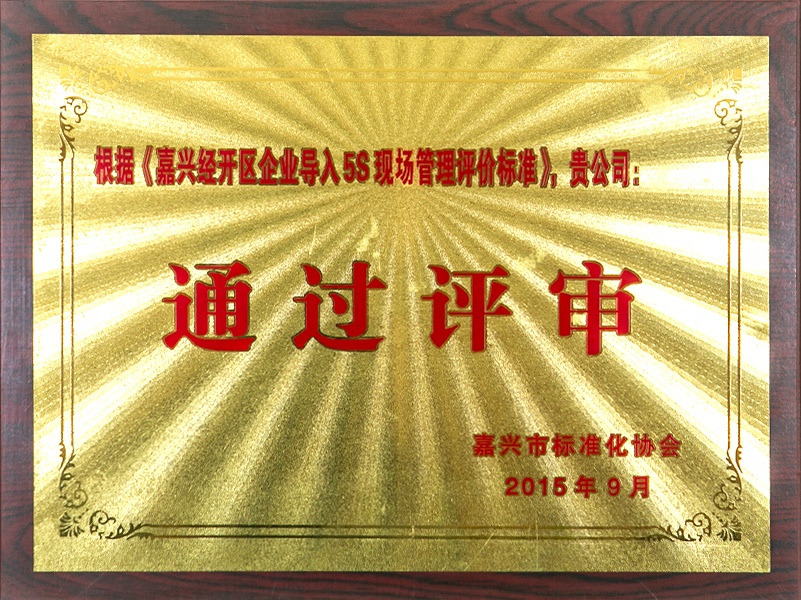 根据《嘉兴经开区企业导入5S现场管理评价标准》，贵公司：
通过评审
嘉兴市标准化协会
2015年9月